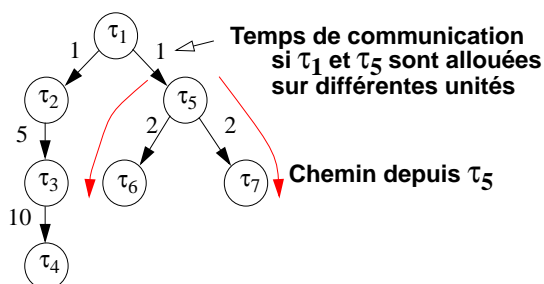 τ1
1
1
Temps de communication
si τ1 et τ5 sont allouées
sur différentes unités
τ2
τ5
5
2
2
τ3
τ6
τ7
Chemin depuis τ5
10
τ4